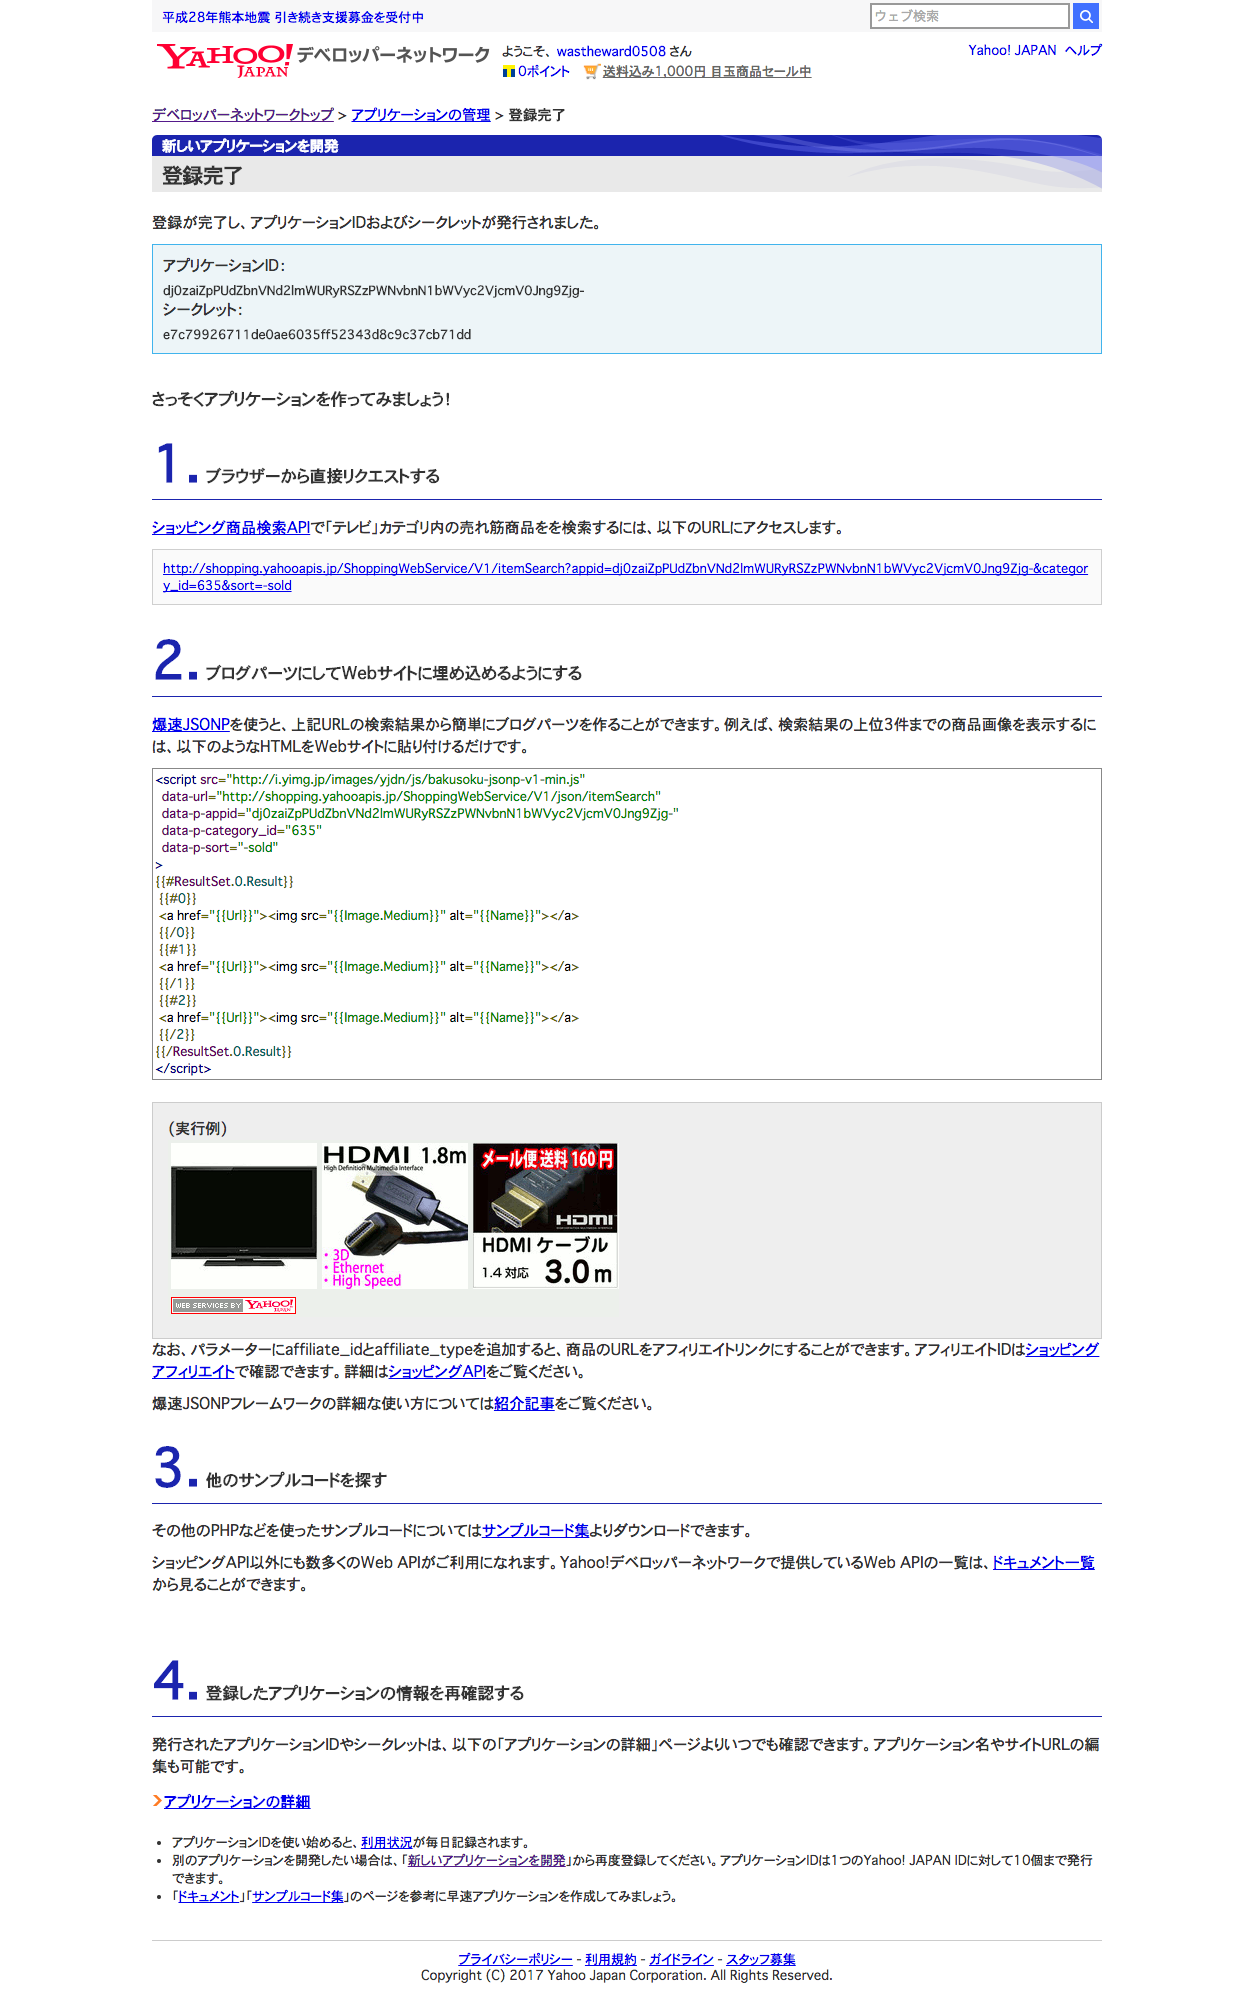 平成28年熊本地震 引き続き支援募金を受付中
ウェブ検索
YAHOO! JAPAN デベロッパーネットワーク
ようこそ、wastheward0508 さん
Yahoo! JAPAN ヘルプ
0ポイント 送料込み1,000円 目玉商品セール中
デベロッパーネットワークトップ > アプリケーションの管理 > 登録完了
新しいアプリケーションを開発
登録完了
登録が完了し、アプリケーションIDおよびシークレットが発行されました。
アプリケーションID:
dj0zaiZpPUdZbnVNd2lmWURyRSZzPWNvbnN1bWVyc2VjcmV0Jng9Zjg-
シークレット:
e7c79926711de0ae6035ff52343d8c9c37cb71dd
さっそくアプリケーションを作ってみましょう!
1. ブラウザーから直接リクエストする
ショッピング商品検索APIで「テレビ」カテゴリ内の売れ筋商品をを検索するには、以下のURLにアクセスします。
http://shopping.yahooapis.jp/ShoppingWebService/V1/itemSearch?appid=dj0zaiZpPUdZbnVNd2lmWURyRSZzPWNvbnN1bWVyc2VjcmV0Jng9Zjg-&categor
y_id=635&sort=-sold
2. ブログパーツにしてWebサイトに埋め込めるようにする
爆速JSONPを使うと、上記URLの検索結果から簡単にブログパーツを作ることができます。例えば、検索結果の上位3件までの商品画像を表示するに
は、以下のようなHTMLをWebサイトに貼り付けるだけです。
<script src="http://i.yimg.jp/images/yjdn/js/bakusoku-jsonp-v1-min.js"
data-url="http://shopping.yahooapis.jp/ShoppingWebService/V1/json/itemSearch"
data-p-appid="dj0zaiZpPUdZbnVNd2lmWURyRSZzPWNvbnN1bWVyc2VjcmV0Jng9Zjg-"
data-p-category_id="635"
data-p-sort="-sold"
>
{{#ResultSet.0.Result}}
{{#0}}
<a href="{{Url}}"><img src="{{Image.Medium}}" alt="{{Name}}"></a>
{{/0}}
{{#1}}
<a href="{{Url}}"><img src="{{Image.Medium}}" alt="{{Name}}"></a>
{{/1}}
{{#2}}
<a href="{{Url}}"><img src="{{Image.Medium}}" alt="{{Name}}"></a>
{{/2}}
{{/ResultSet.0.Result}}
</script>
(実行例)
HDMI 1.8m
High Definition Multimedia Interface
・3D
・Ethernet
・High Speed
メール便送料160円
HDMI
HDMI ケーブル
1.4 対応 3.0m
WEB SERVICES BY YAHOO! JAPAN
なお、パラメーターにaffiliate_idとaffiliate_typeを追加すると、商品のURLをアフィリエイトリンクにすることができます。アフィリエイトIDはショッピング
アフィリエイトで確認できます。詳細はショッピングAPIをご覧ください。
爆速JSONPフレームワークの詳細な使い方については紹介記事をご覧ください。
3. 他のサンプルコードを探す
その他のPHPなどを使ったサンプルコードについてはサンプルコード集よりダウンロードできます。
ショッピングAPI以外にも数多くのWeb APIがご利用になれます。Yahoo!デベロッパーネットワークで提供しているWeb APIの一覧は、ドキュメント一覧
から見ることができます。
4. 登録したアプリケーションの情報を再確認する
発行されたアプリケーションIDやシークレットは、以下の「アプリケーションの詳細」ページよりいつでも確認できます。アプリケーション名やサイトURLの編
集も可能です。
アプリケーションの詳細
• アプリケーションIDを使い始めると、利用状況が毎日記録されます。
• 別のアプリケーションを開発したい場合は、「新しいアプリケーションを開発」から再度登録してください。アプリケーションIDは1つのYahoo! JAPAN IDに対して10個まで発行
できます。
• 「ドキュメント」「サンプルコード集」のページを参考に早速アプリケーションを作成してみましょう。
プライバシーポリシー - 利用規約 - ガイドライン - スタッフ募集
Copyright (C) 2017 Yahoo Japan Corporation. All Rights Reserved.